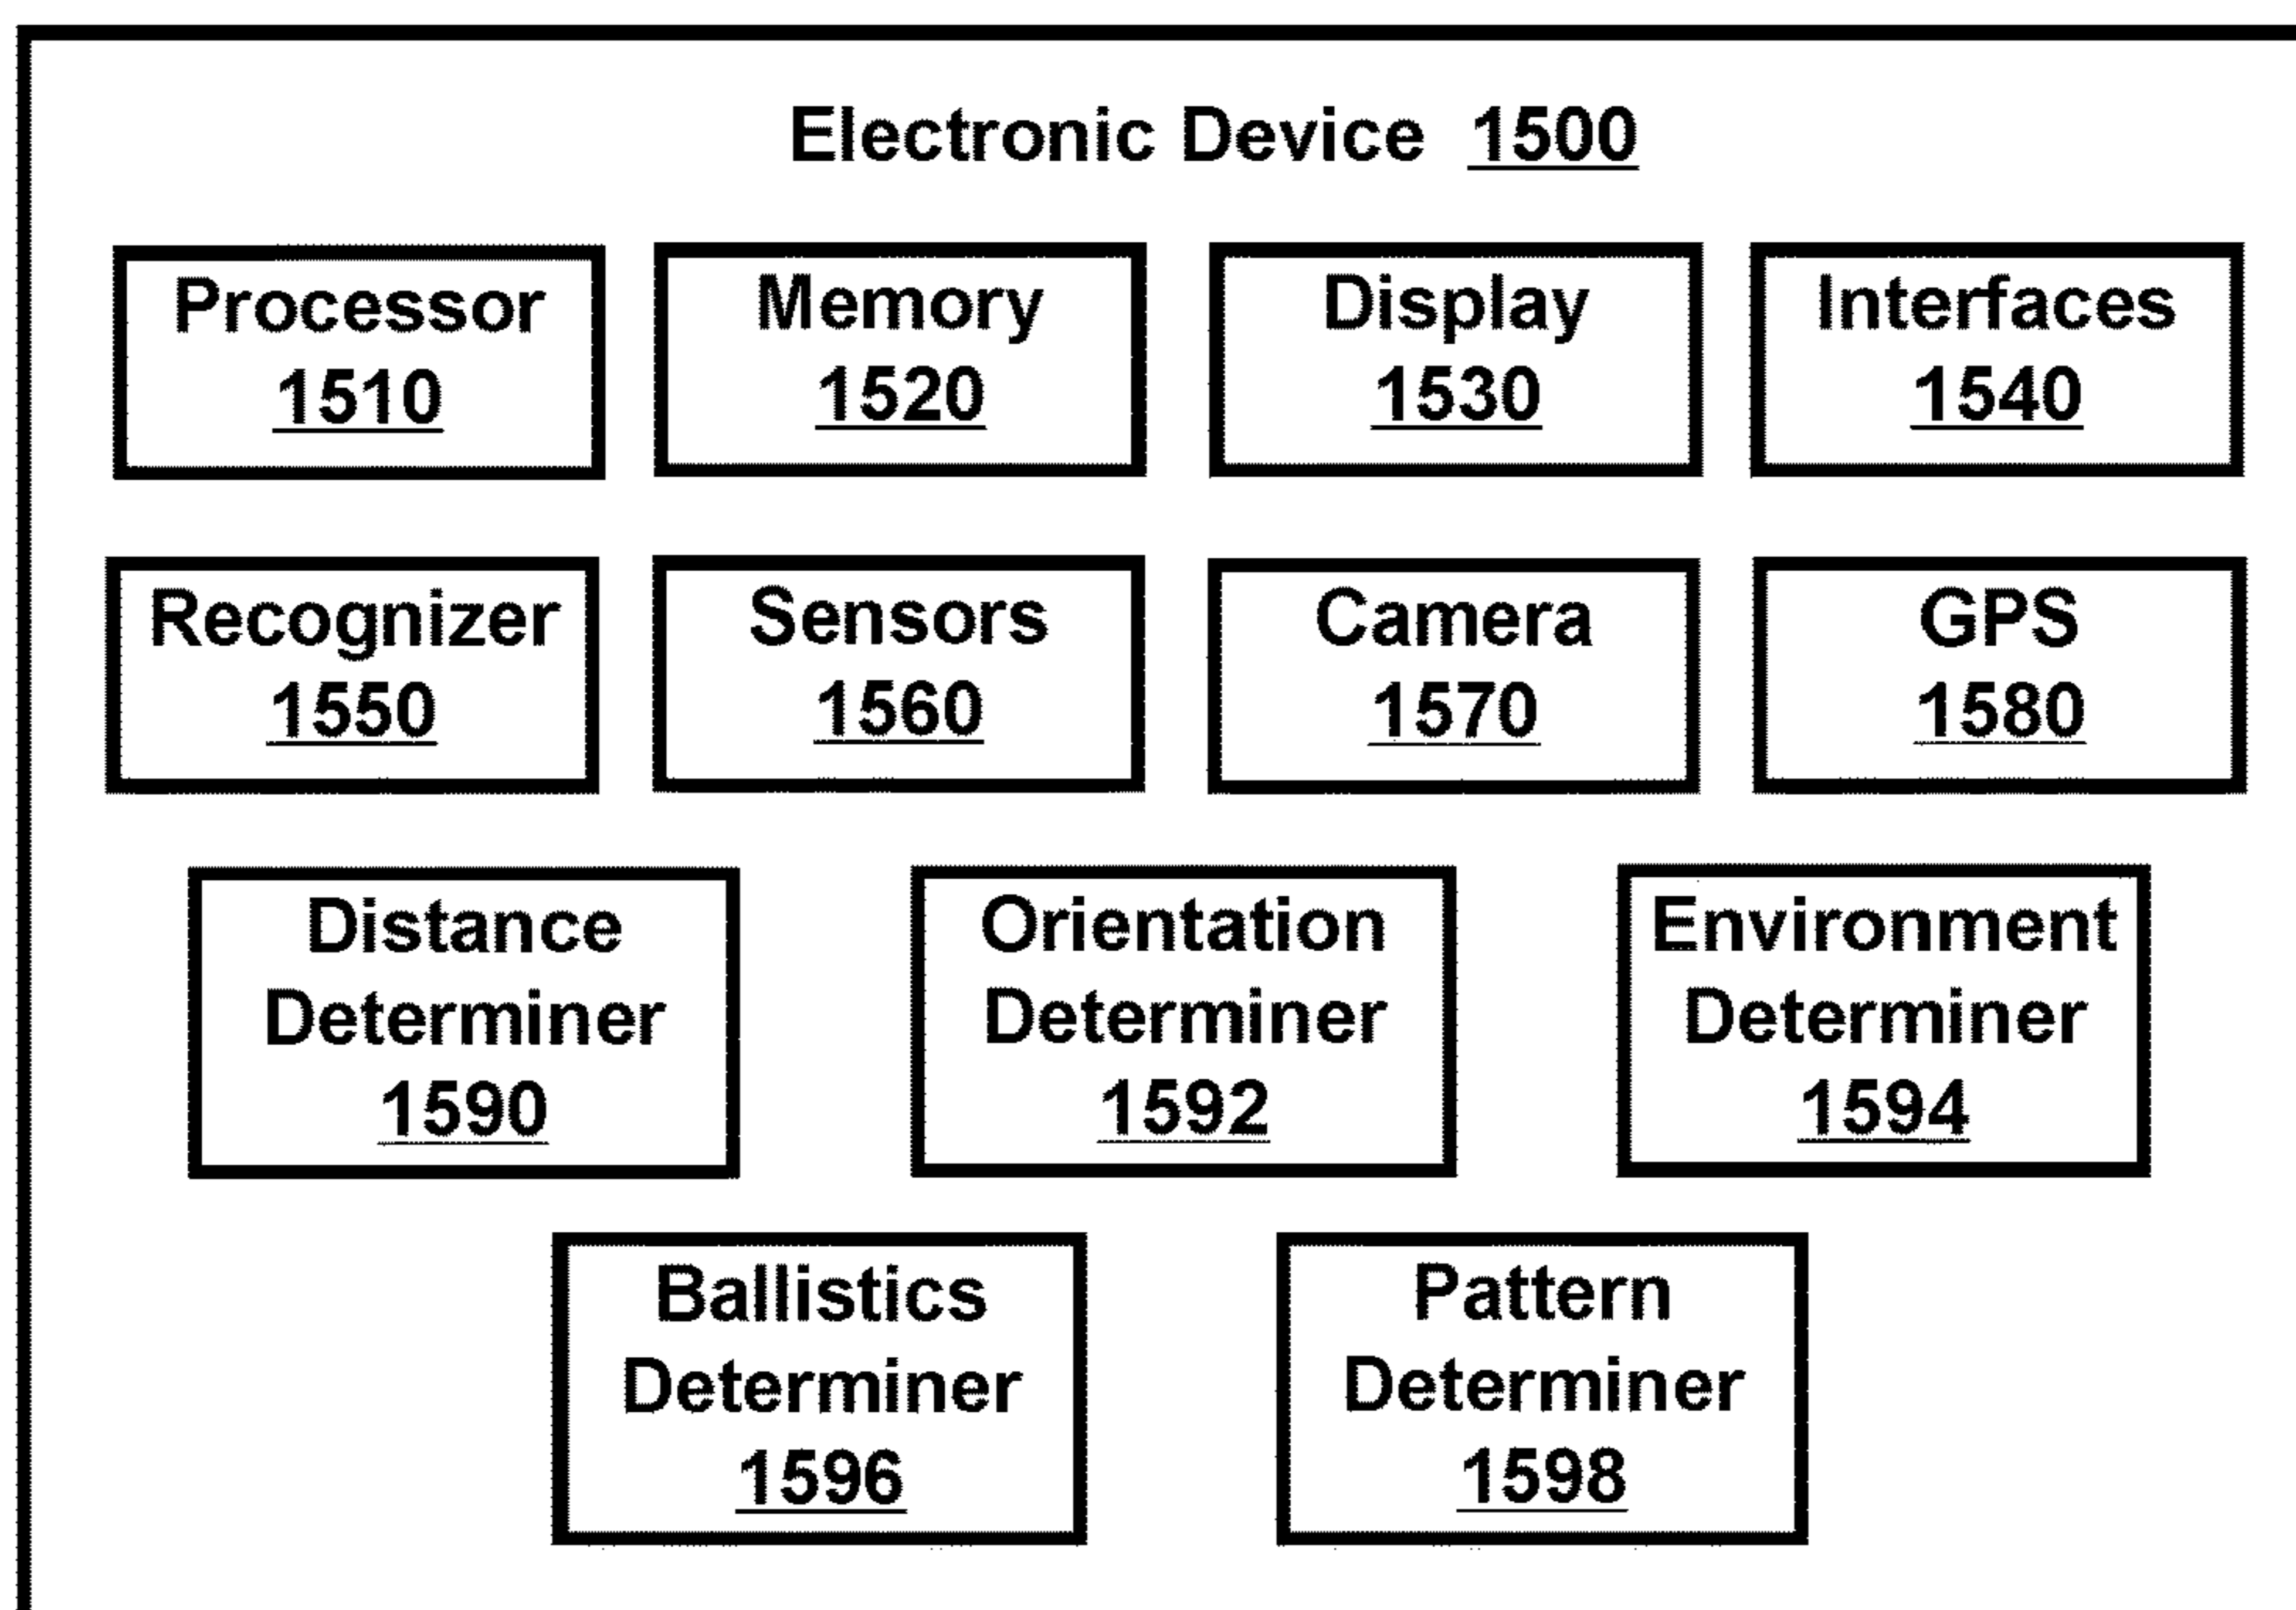 Electronic Device 1500
Processor
1510
Memory
1520
Display
1530
Interfaces
1540
Recognizer
1550
Sensors
1560
Camera
1570
GPS
1580
Distance
Determiner
1590
Orientation
Determiner
1592
Environment
Determiner
1594
Ballistics
Determiner
1596
Pattern
Determiner
1598